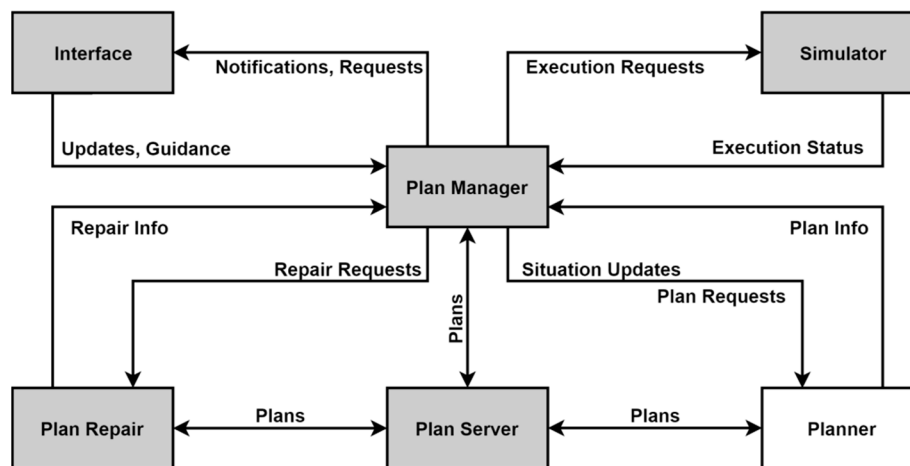 Interface
Simulator
Notifications, Requests
Execution Requests
Updates, Guidance
Execution Status
Plan Manager
Repair Info
Plan Info
Repair Requests
Situation Updates
Plan Requests
Plans
Plan Repair
Plans
Plan Server
Plans
Planner